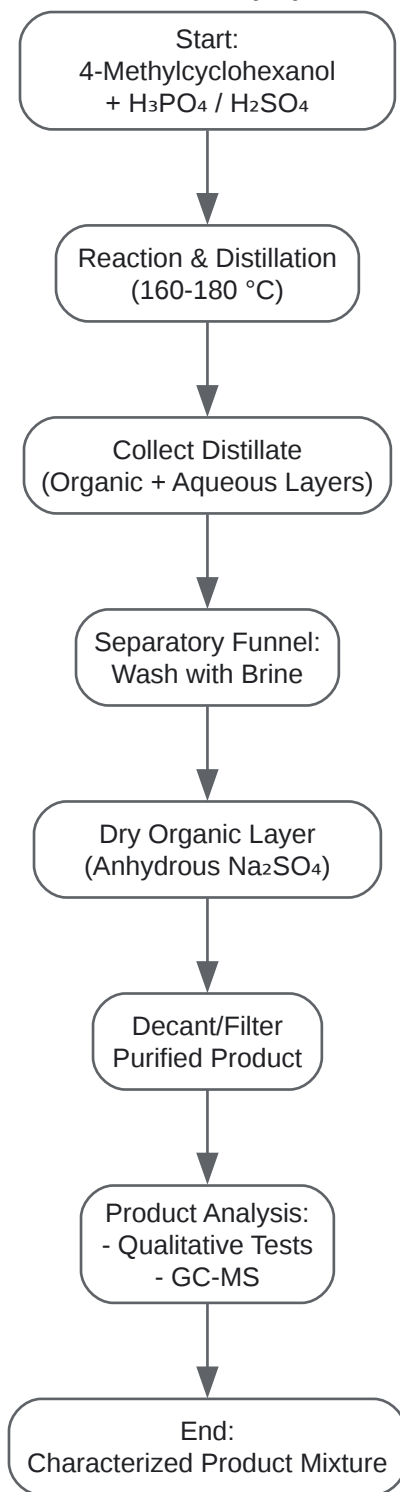 Start:
4-Methylcyclohexanol
+ H₃PO₄ / H₂SO₄
Reaction & Distillation
(160-180 °C)
Collect Distillate
(Organic + Aqueous Layers)
Separatory Funnel:
Wash with Brine
Dry Organic Layer
(Anhydrous Na₂SO₄)
Decant/Filter
Purified Product
Product Analysis:
- Qualitative Tests
- GC-MS
End:
Characterized Product Mixture